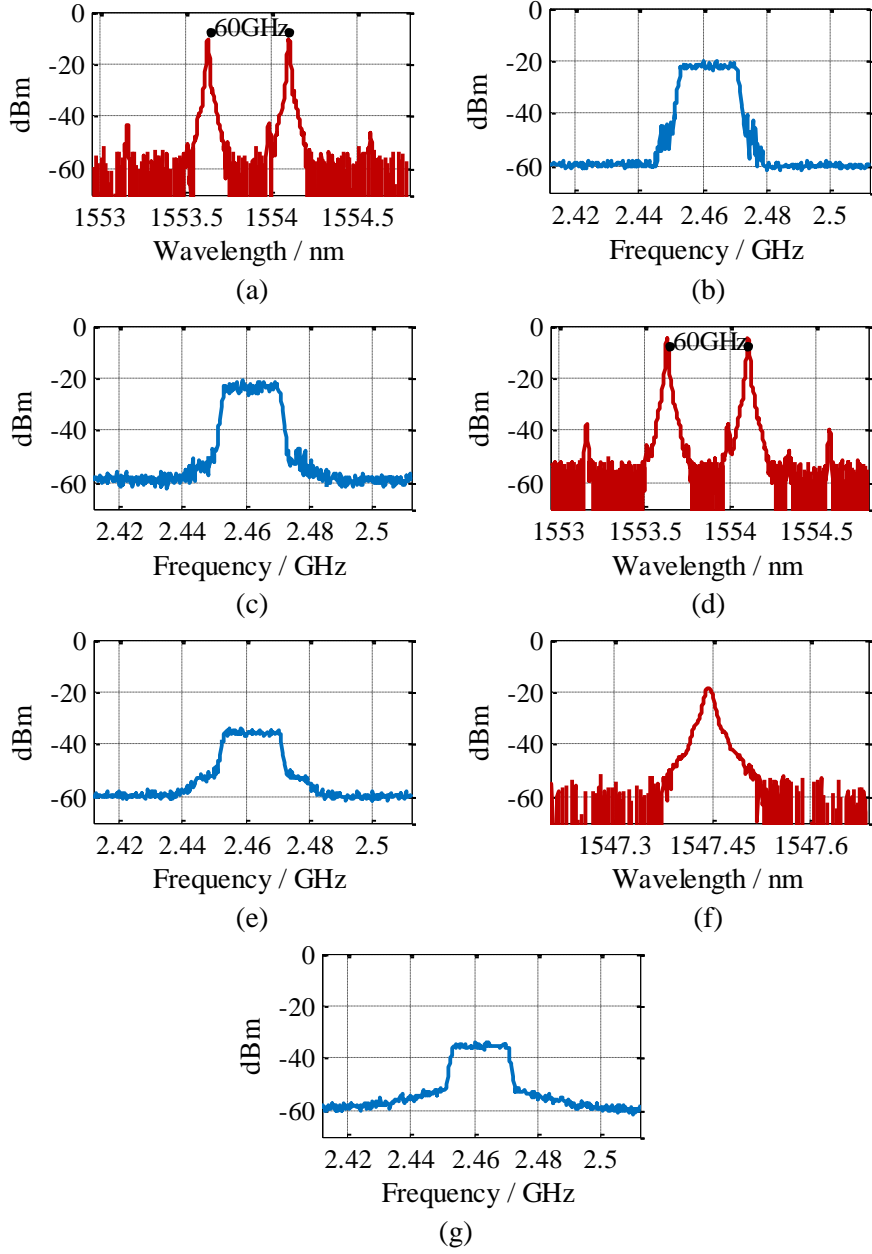 0
-20
-40
-60
dBm
60GHz
1553
1553.5
1554
1554.5
Wavelength / nm
(a)
0
-20
-40
-60
dBm
2.42
2.44
2.46
2.48
2.5
Frequency / GHz
(b)
0
-20
-40
-60
dBm
2.42
2.44
2.46
2.48
2.5
Frequency / GHz
(c)
0
-20
-40
-60
dBm
60GHz
1553
1553.5
1554
1554.5
Wavelength / nm
(d)
0
-20
-40
-60
dBm
2.42
2.44
2.46
2.48
2.5
Frequency / GHz
(e)
0
-20
-40
-60
dBm
1547.3
1547.45
1547.6
Wavelength / nm
(f)
0
-20
-40
-60
dBm
2.42
2.44
2.46
2.48
2.5
Frequency / GHz
(g)